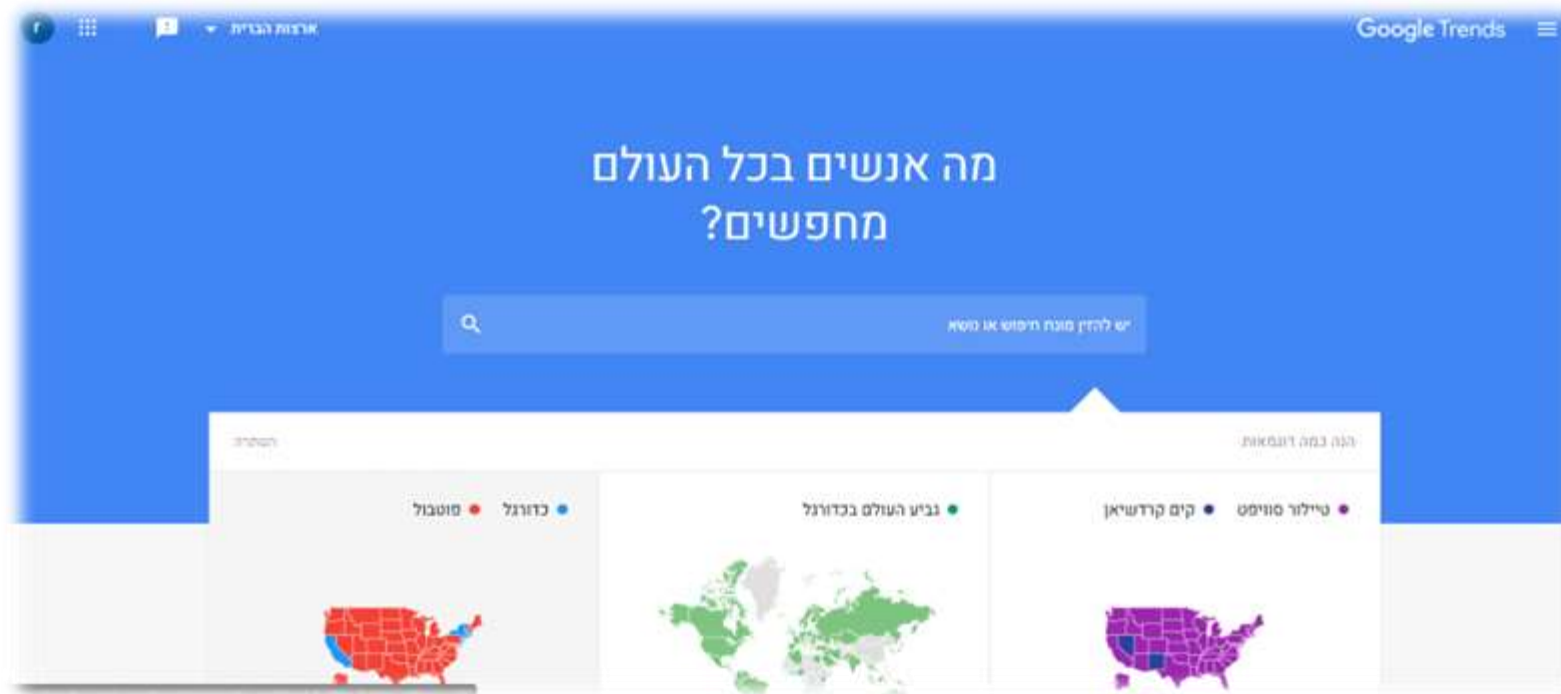 Google Trends
ארצות הברית
r
מה אנשים בכל העולם
מחפשים?
יש להזין מונח חיפוש או נושא
הנה כמה דוגמאות:
הסתרה
טיילור סוויפט
קים קרדשיאן
גביע העולם בכדורגל
כדורגל
פוטבול